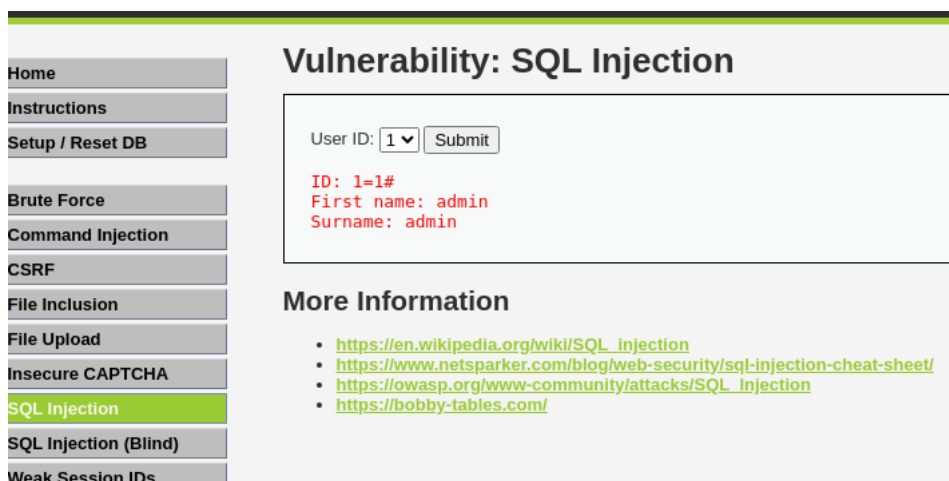 Home
Instructions
Setup / Reset DB
Brute Force
Command Injection
CSRF
File Inclusion
File Upload
Insecure CAPTCHA
SQL Injection
SQL Injection (Blind)
Weak Session IDs
Vulnerability: SQL Injection
User ID: 1 Submit
ID: 1=1#
First name: admin
Surname: admin
More Information
https://en.wikipedia.org/wiki/SQL_injection
https://www.netsparker.com/blog/web-security/sql-injection-cheat-sheet/
https://owasp.org/www-community/attacks/SQL_Injection
https://bobby-tables.com/